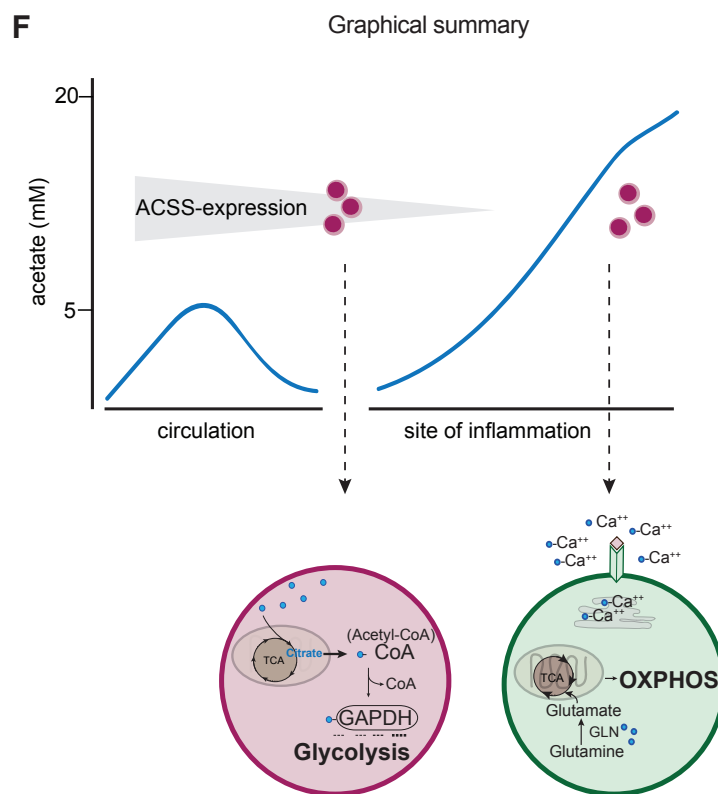 F
Graphical summary
20
acetate (mM)
5
ACSS-expression
circulation
site of inflammation
TCA
Citrate
(Acetyl-CoA)
CoA
CoA
GAPDH
Glycolysis
Ca⁺⁺
-Ca⁺⁺
-Ca⁺⁺
-Ca⁺⁺
-Ca⁺⁺
-Ca⁺⁺
-Ca⁺⁺
TCA
OXPHOS
Glutamate
GLN
Glutamine